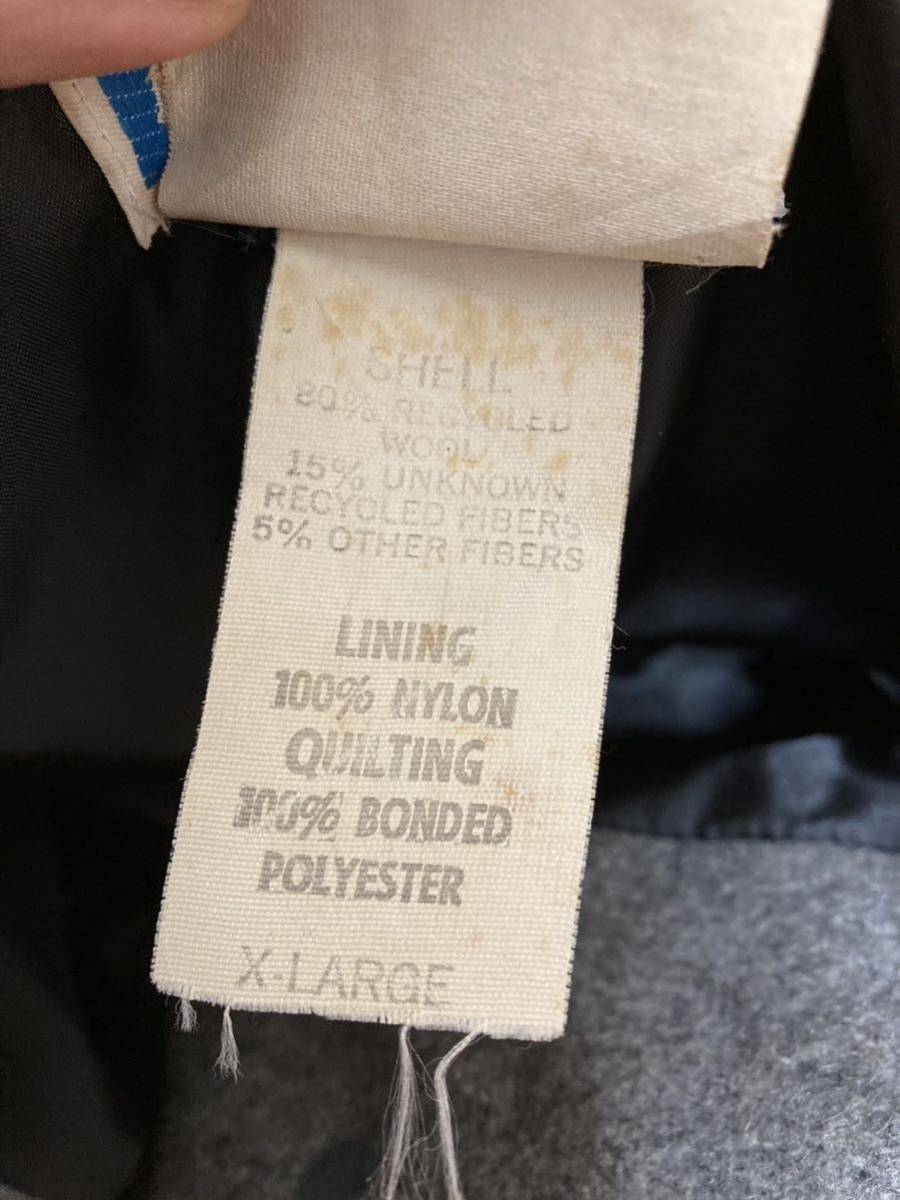 SHELL
80% RECYCLED
WOOL
15% UNKNOWN
RECYCLED FIBERS
5% OTHER FIBERS
LINING
100% NYLON
QUILTING
100% BONDED
POLYESTER
X-LARGE